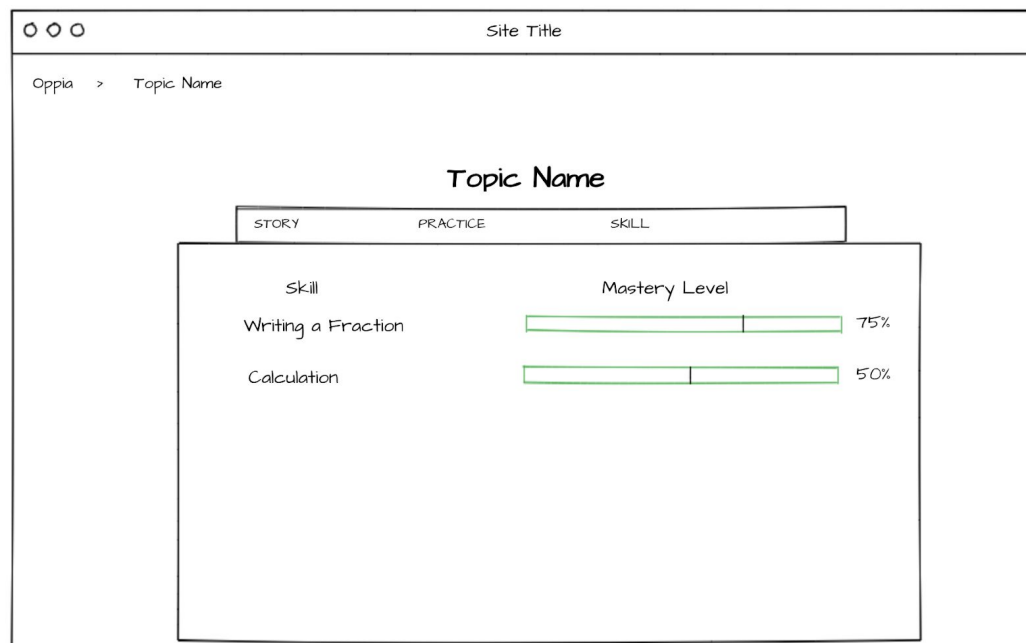 Site Title
Oppia > Topic Name
Topic Name
STORY PRACTICE SKILL
Skill Mastery Level
Writing a Fraction 75%
Calculation 50%